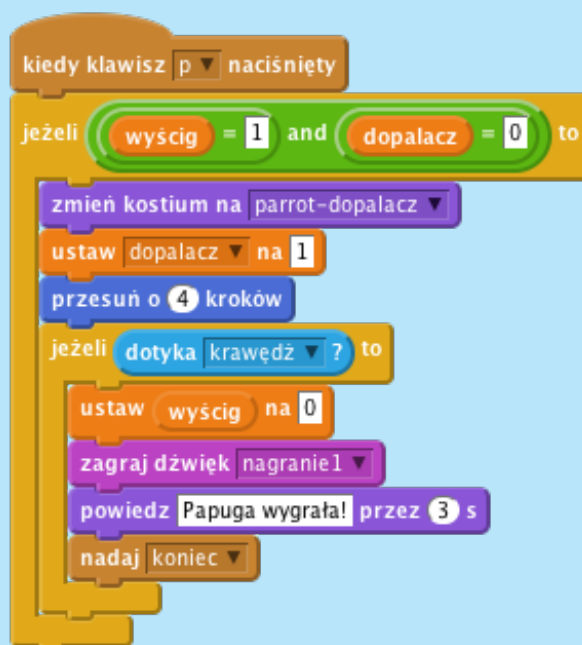 kiedy klawisz p naciśnięty
jeżeli wyścig = 1 and dopalacz = 0 to
zmień kostium na parrot-dopalacz
ustaw dopalacz na 1
przesuń o 4 kroków
jeżeli dotyka krawędź ? to
ustaw wyścig na 0
zagraj dźwięk nagranie1
powiedz Papuga wygrała! przez 3 s
nadaj koniec